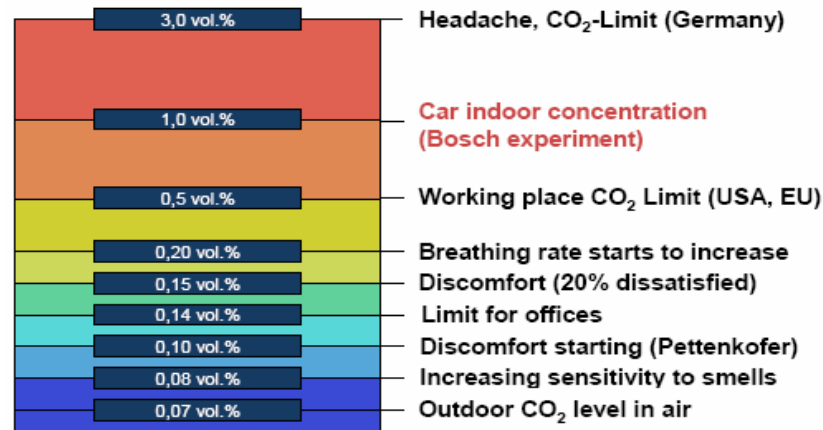 3,0 vol.% Headache, CO₂-Limit (Germany)
1,0 vol.% Car indoor concentration
(Bosch experiment)
0,5 vol.% Working place CO₂ Limit (USA, EU)
0,20 vol.% Breathing rate starts to increase
0,15 vol.% Discomfort (20% dissatisfied)
0,14 vol.% Limit for offices
0,10 vol.% Discomfort starting (Pettenkofer)
0,08 vol.% Increasing sensitivity to smells
0,07 vol.% Outdoor CO₂ level in air